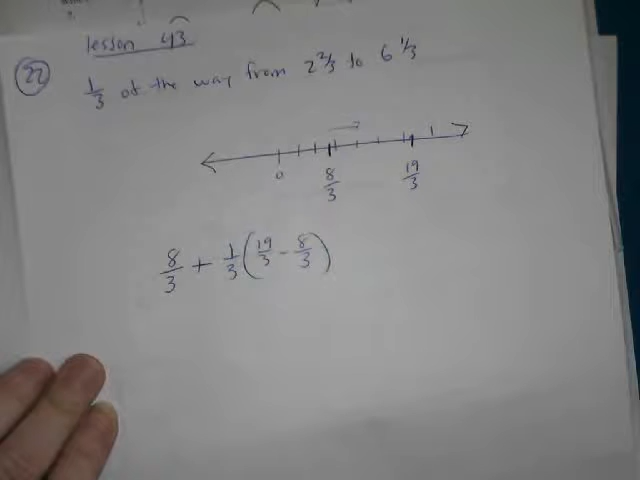 lesson 43
22
1/3 of the way from 2 2/3 to 6 1/3
0 8/3 19/3
8/3 + 1/3 (19/3 - 8/3)